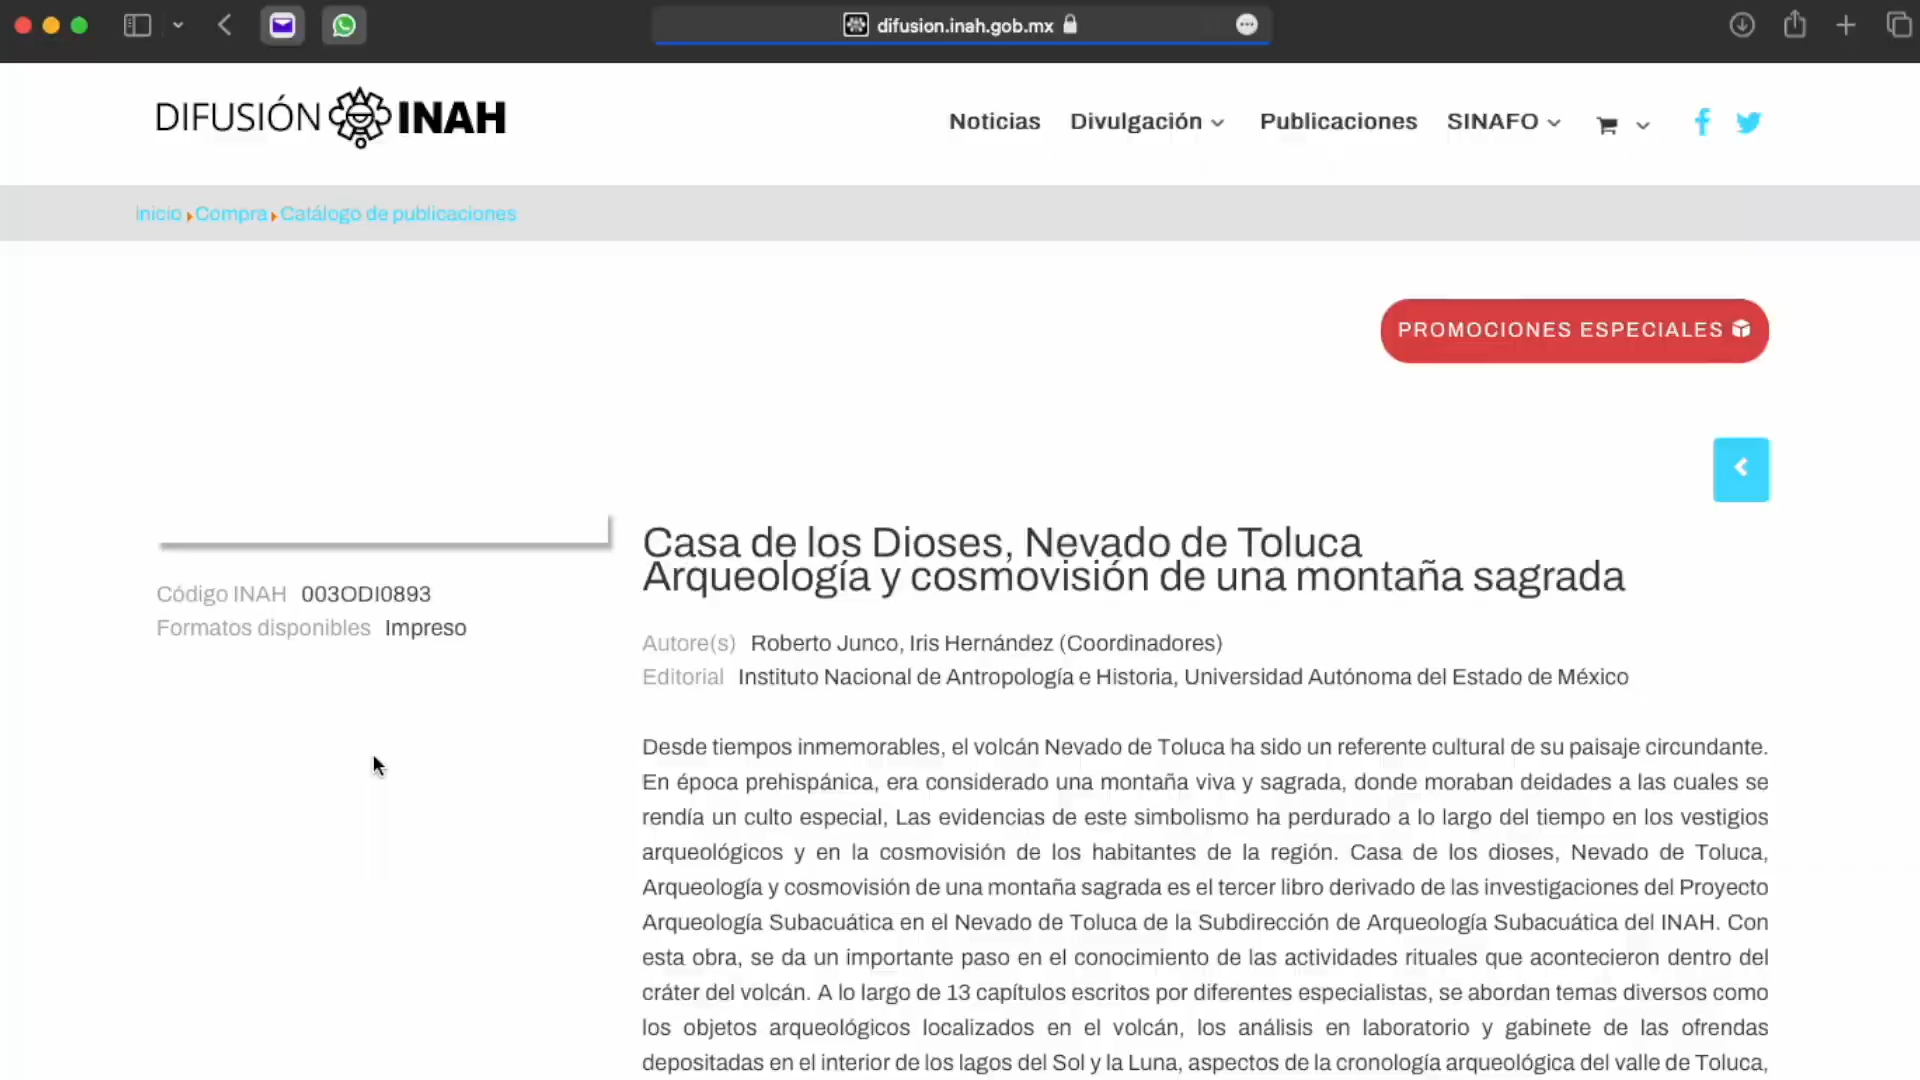 difusion.inah.gob.mx
DIFUSIÓN INAH
Noticias Divulgación Publicaciones SINAFO
Inicio Compra Catálogo de publicaciones
PROMOCIONES ESPECIALES
Casa de los Dioses, Nevado de Toluca
Arqueología y cosmovisión de una montaña sagrada
Código INAH 003ODI0893
Formatos disponibles Impreso
Autore(s) Roberto Junco, Iris Hernández (Coordinadores)
Editorial Instituto Nacional de Antropología e Historia, Universidad Autónoma del Estado de México
Desde tiempos inmemorables, el volcán Nevado de Toluca ha sido un referente cultural de su paisaje circundante.
En época prehispánica, era considerado una montaña viva y sagrada, donde moraban deidades a las cuales se
rendía un culto especial, Las evidencias de este simbolismo ha perdurado a lo largo del tiempo en los vestigios
arqueológicos y en la cosmovisión de los habitantes de la región. Casa de los dioses, Nevado de Toluca,
Arqueología y cosmovisión de una montaña sagrada es el tercer libro derivado de las investigaciones del Proyecto
Arqueología Subacuática en el Nevado de Toluca de la Subdirección de Arqueología Subacuática del INAH. Con
esta obra, se da un importante paso en el conocimiento de las actividades rituales que acontecieron dentro del
cráter del volcán. A lo largo de 13 capítulos escritos por diferentes especialistas, se abordan temas diversos como
los objetos arqueológicos localizados en el volcán, los análisis en laboratorio y gabinete de las ofrendas
depositadas en el interior de los lagos del Sol y la Luna, aspectos de la cronología arqueológica del valle de Toluca,